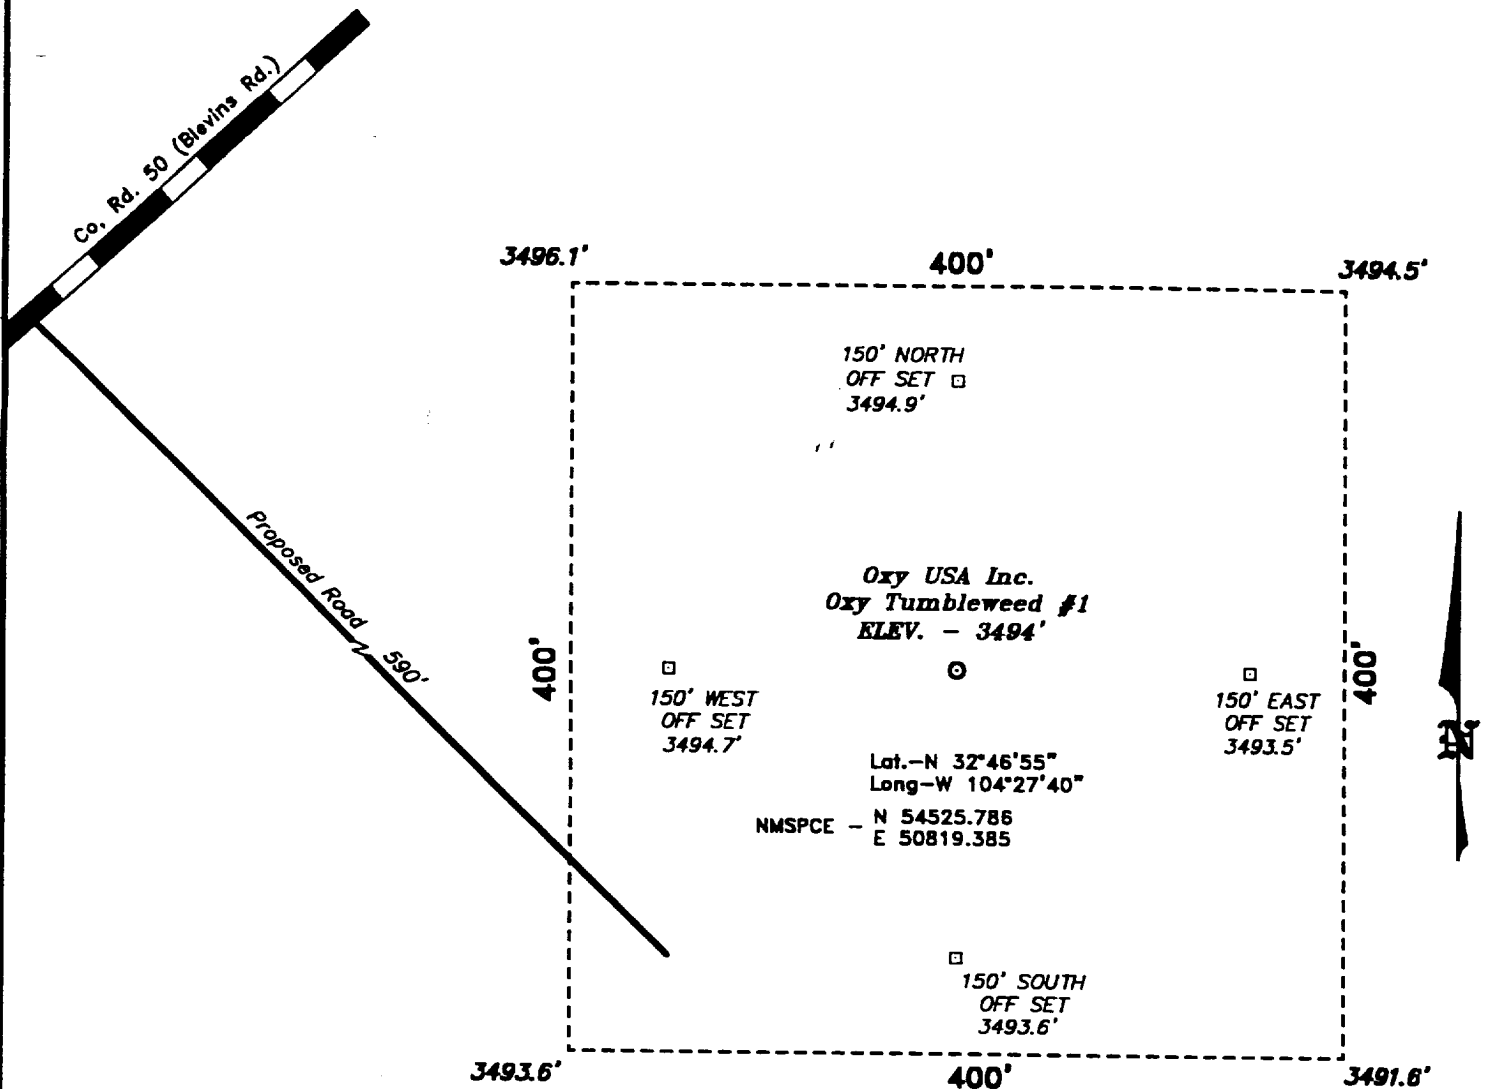 Co, Rd. 50 (Blevins Rd.)
3496.1'
400'
3494.5'
150' NORTH
OFF SET
3494.9'
Proposed Road
590'
Oxy USA Inc.
Oxy Tumbleweed #1
ELEV. - 3494'
400'
400'
150' WEST
OFF SET
3494.7'
150' EAST
OFF SET
3493.5'
N
Lat.-N 32°46'55"
Long-W 104°27'40"
NMSPCE - N 54525.786
E 50819.385
150' SOUTH
OFF SET
3493.6'
3493.6'
400'
3491.6'